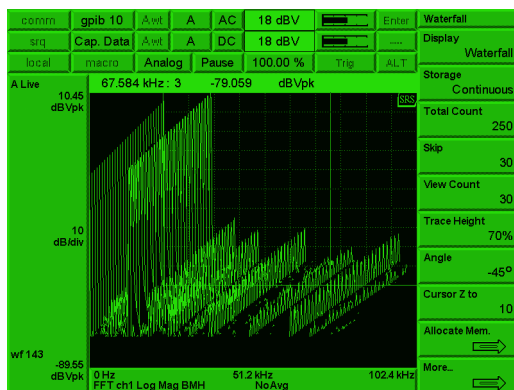 comm gpib 10 A wt A AC 18 dBV Enter Waterfall
srq Cap. Data A wt A DC 18 dBV ---- Display
Waterfall
local macro Analog Pause 100.00 % Trig ALT
A Live 67.584 kHz : 3 -79.059 dBVpk
Storage
Continuous
10.45
dBVpk
SRS
Total Count
250
Skip
30
View Count
30
Trace Height
70%
10
dB/div
Angle
-45°
Cursor Z to
10
Allocate Mem.
wf 143
-89.55
dBVpk
0 Hz 51.2 kHz 102.4 kHz
FFT ch1 Log Mag BMH NoAvg
More...